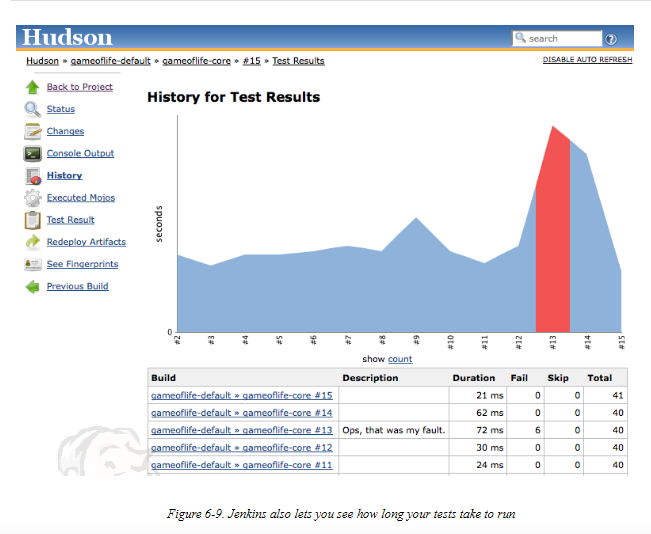 Hudson
search
Hudson » gameoflife-default » gameoflife-core » #15 » Test Results
DISABLE AUTO REFRESH
Back to Project
Status
Changes
Console Output
History
Executed Mojos
Test Result
Redeploy Artifacts
See Fingerprints
Previous Build
History for Test Results
seconds
0
#2 #3 #4 #5 #6 #7 #8 #9 #10 #11 #12 #13 #14 #15
show count
Build Description Duration Fail Skip Total
gameoflife-default » gameoflife-core #15 21 ms 0 0 41
gameoflife-default » gameoflife-core #14 62 ms 0 0 40
gameoflife-default » gameoflife-core #13 Ops, that was my fault. 72 ms 6 0 40
gameoflife-default » gameoflife-core #12 30 ms 0 0 40
gameoflife-default » gameoflife-core #11 24 ms 0 0 40
Figure 6-9. Jenkins also lets you see how long your tests take to run